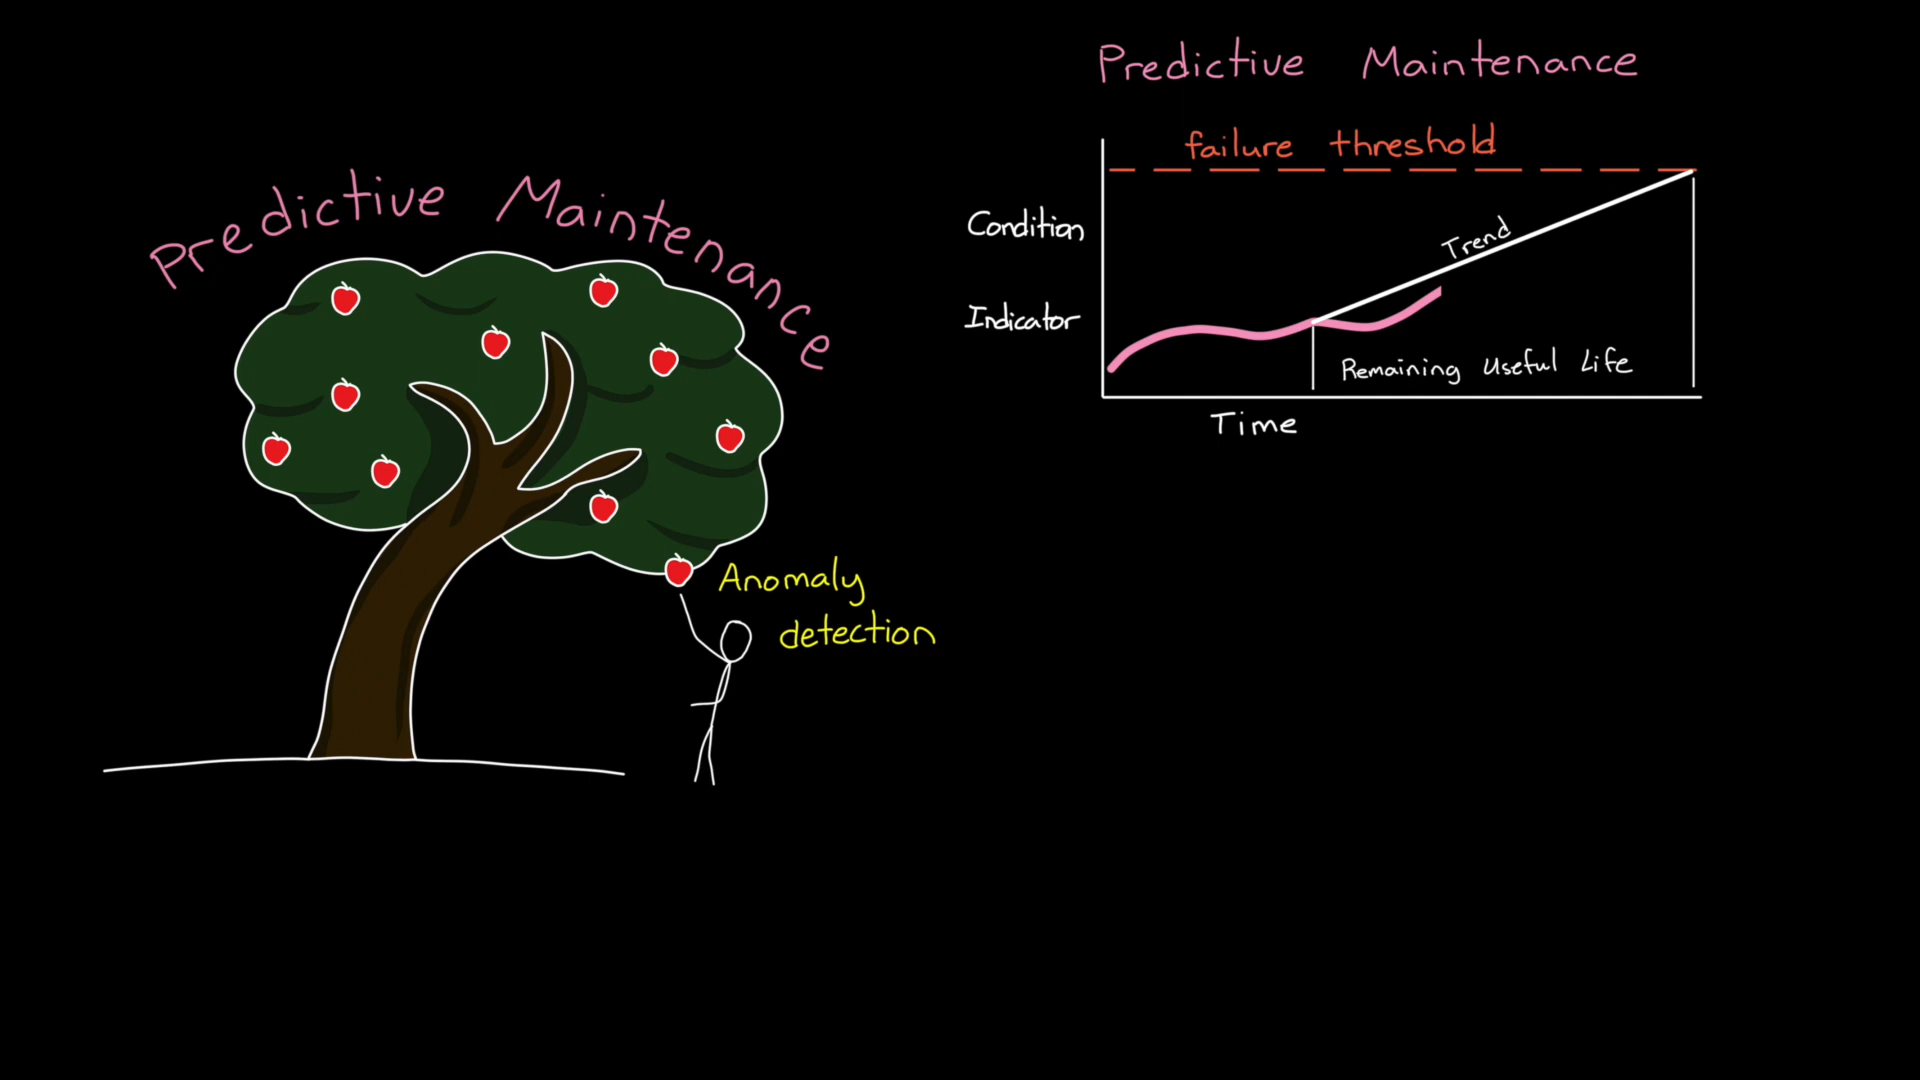 Predictive Maintenance
Anomaly
detection
Predictive Maintenance
failure threshold
Condition
Indicator
Trend
Remaining Useful Life
Time